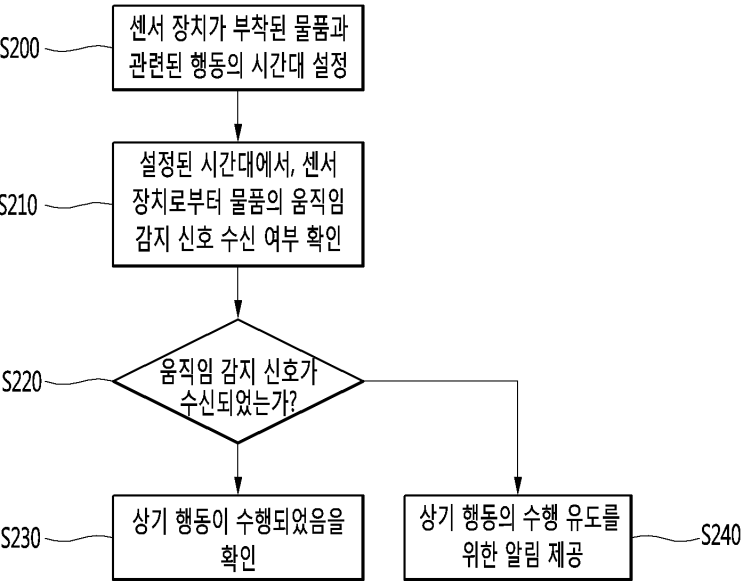 S200
센서 장치가 부착된 물품과
관련된 행동의 시간대 설정
S210
설정된 시간대에서, 센서
장치로부터 물품의 움직임
감지 신호 수신 여부 확인
S220
움직임 감지 신호가
수신되었는가?
S230
상기 행동이 수행되었음을
확인
상기 행동의 수행 유도를
위한 알림 제공
S240